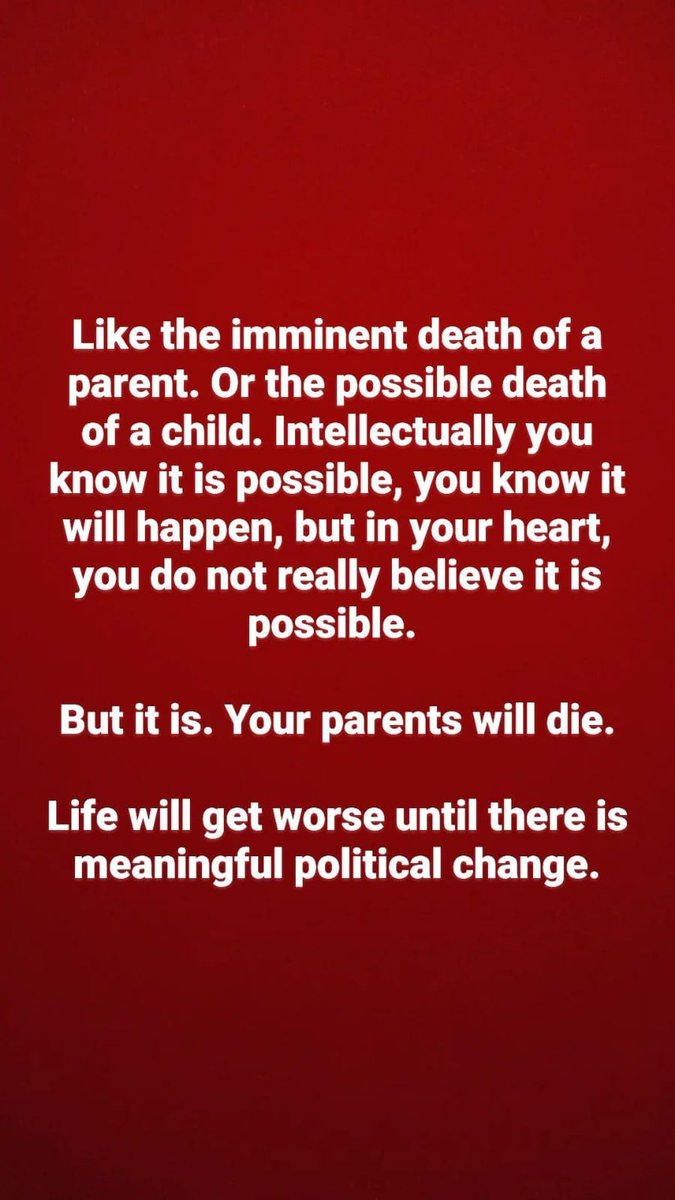 Like the imminent death of a
parent. Or the possible death
of a child. Intellectually you
know it is possible, you know it
will happen, but in your heart,
you do not really believe it is
possible.
But it is. Your parents will die.
Life will get worse until there is
meaningful political change.